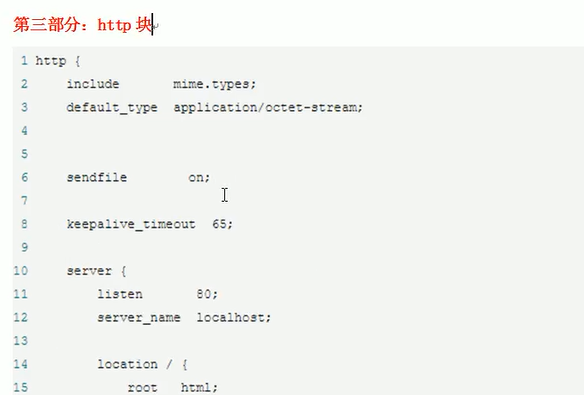 第三部分：http 块
1 http {
2 include mime.types;
3 default_type application/octet-stream;
4
5
6 sendfile on;
7
8 keepalive_timeout 65;
9
10 server {
11 listen 80;
12 server_name localhost;
13
14 location / {
15 root html;